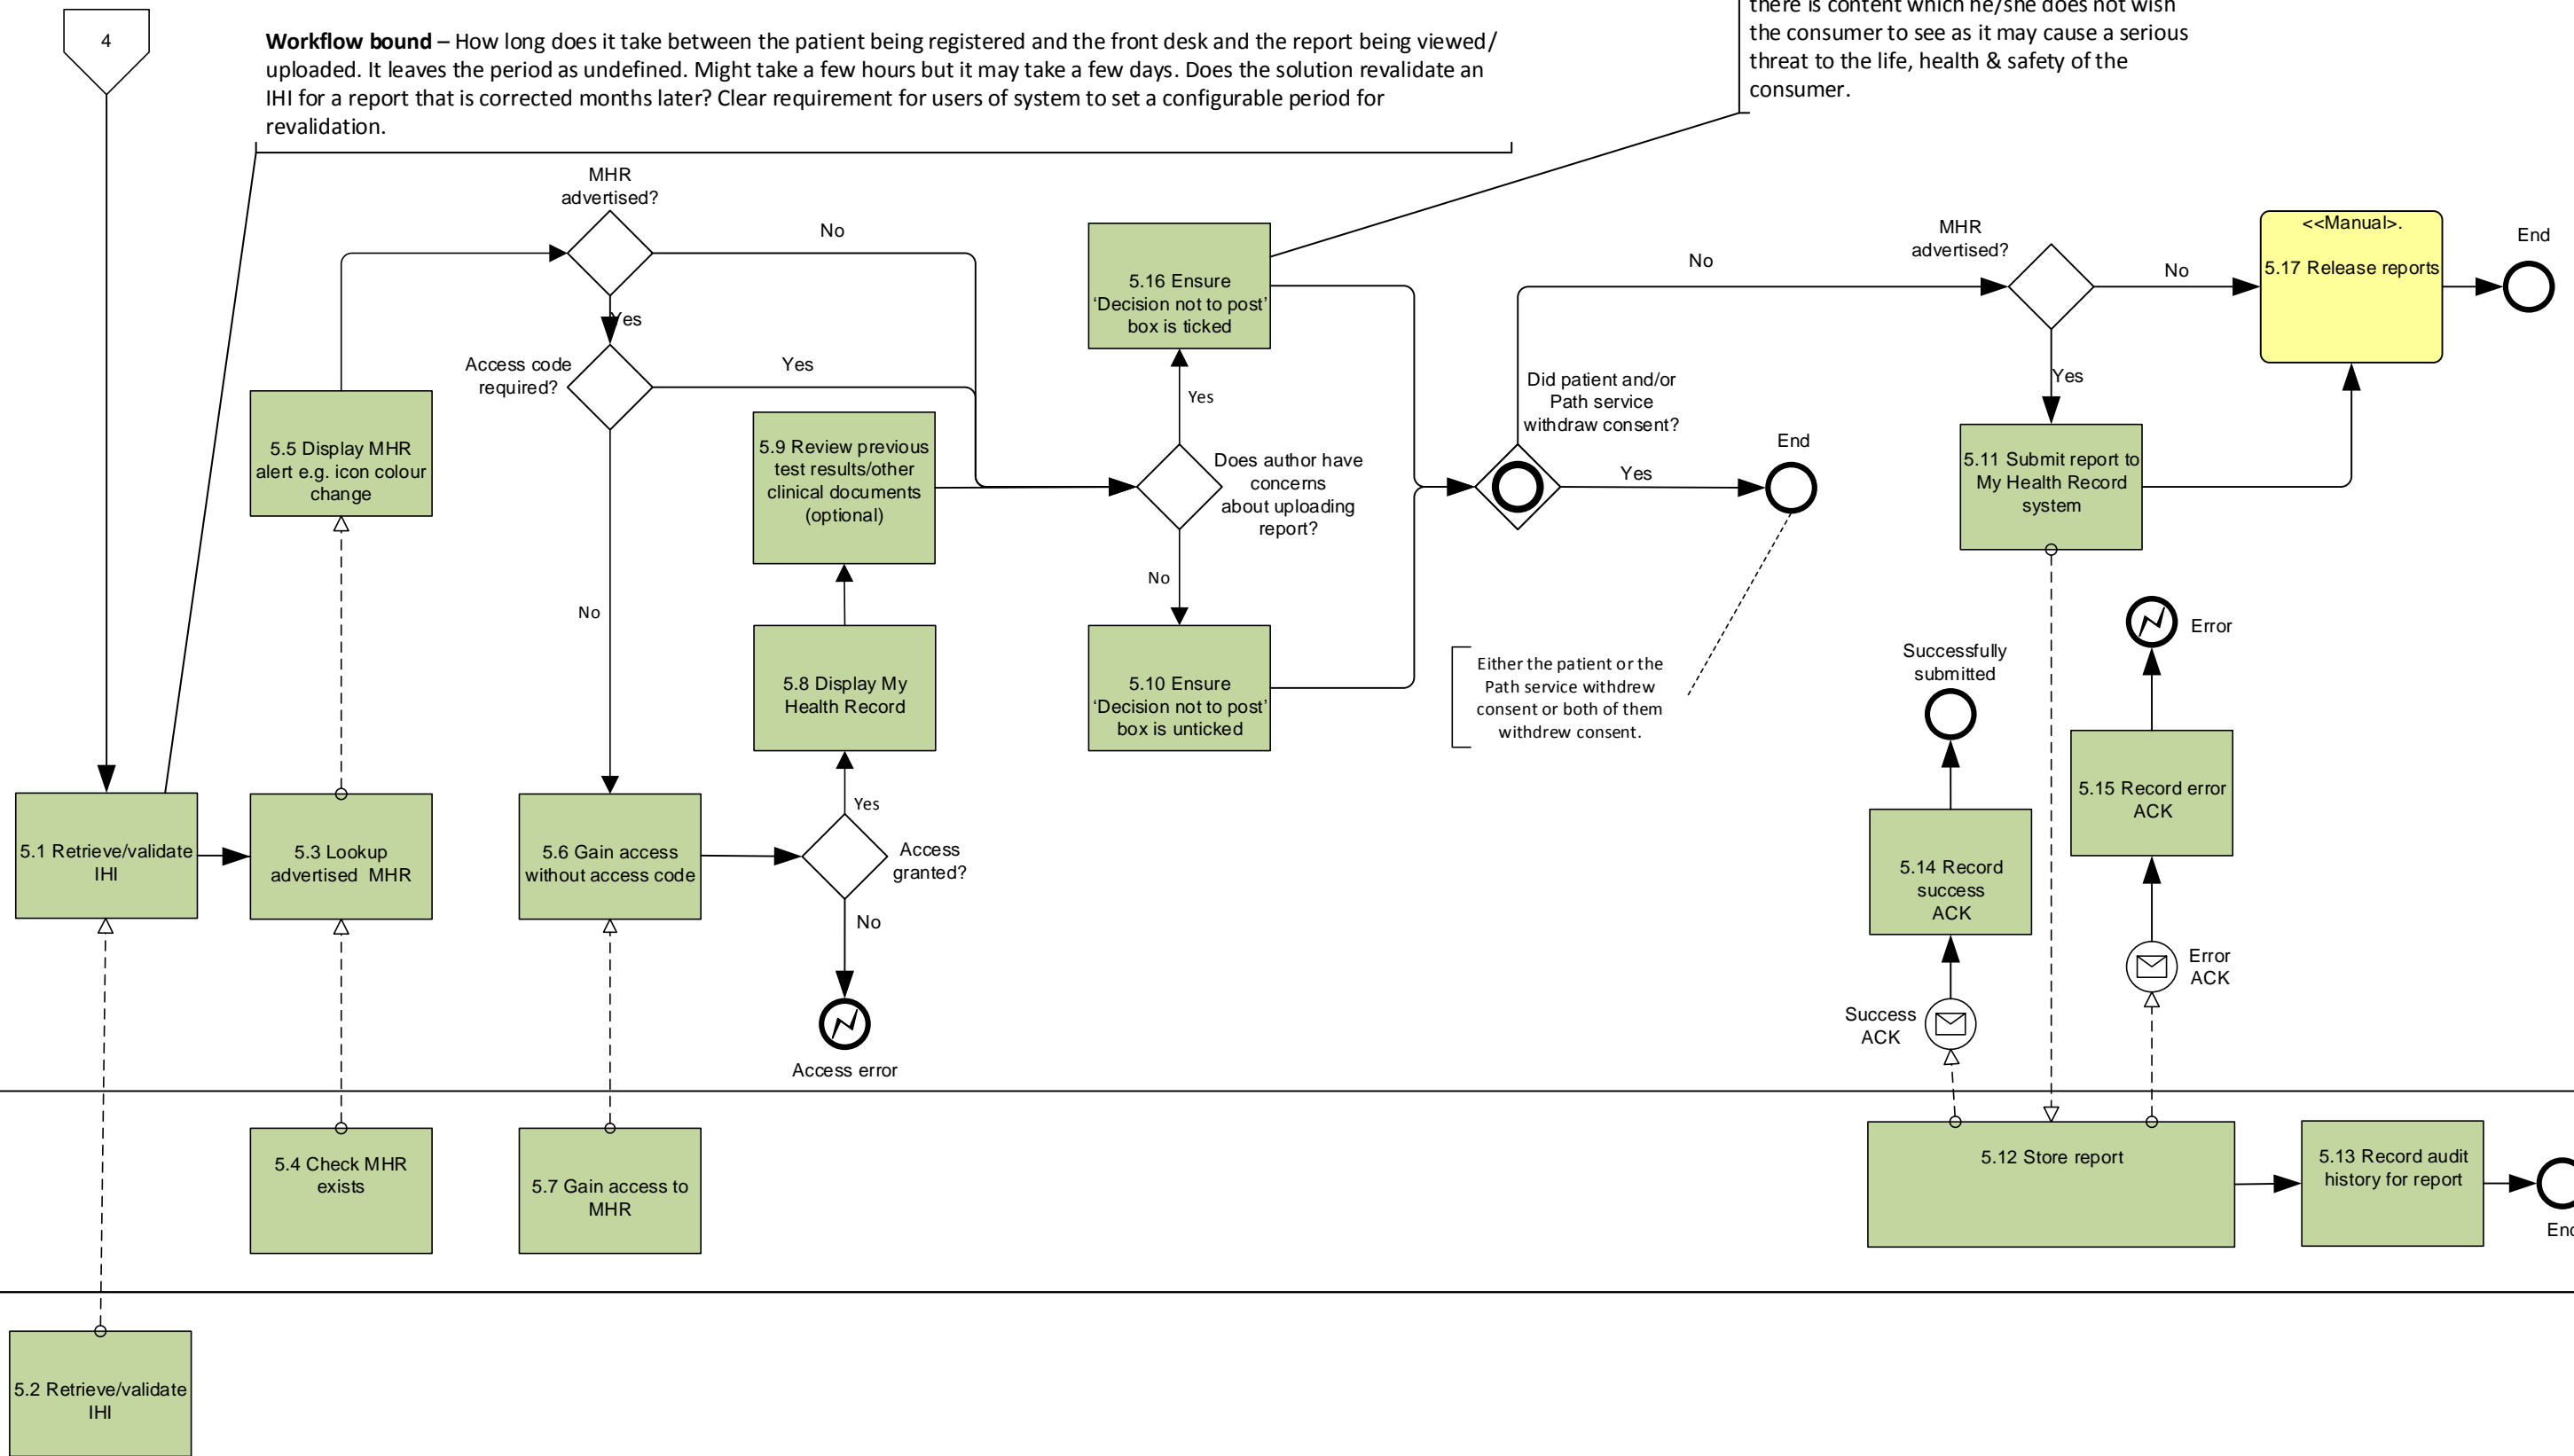 4
Workflow bound – How long does it take between the patient being registered and the front desk and the report being viewed/
uploaded. It leaves the period as undefined. Might take a few hours but it may take a few days. Does the solution revalidate an
IHI for a report that is corrected months later? Clear requirement for users of system to set a configurable period for
revalidation.
there is content which he/she does not wish
the consumer to see as it may cause a serious
threat to the life, health & safety of the
consumer.
MHR
advertised?
No
Yes
Access code
required?
Yes
No
5.5 Display MHR
alert e.g. icon colour
change
5.9 Review previous
test results/other
clinical documents
(optional)
5.16 Ensure
‘Decision not to post’
box is ticked
Yes
Does author have
concerns
about uploading
report?
No
Did patient and/or
Path service
withdraw consent?
No
Yes
End
MHR
advertised?
No
Yes
<<Manual>.
5.17 Release reports
End
5.11 Submit report to
My Health Record
system
5.8 Display My
Health Record
5.10 Ensure
‘Decision not to post’
box is unticked
Either the patient or the
Path service withdrew
consent or both of them
withdrew consent.
Successfully
submitted
Error
5.15 Record error
ACK
5.14 Record
success
ACK
Error
ACK
Success
ACK
5.1 Retrieve/validate
IHI
5.3 Lookup
advertised  MHR
5.6 Gain access
without access code
Yes
Access
granted?
No
Access error
5.4 Check MHR
exists
5.7 Gain access to
MHR
5.12 Store report
5.13 Record audit
history for report
5.2 Retrieve/validate
IHI